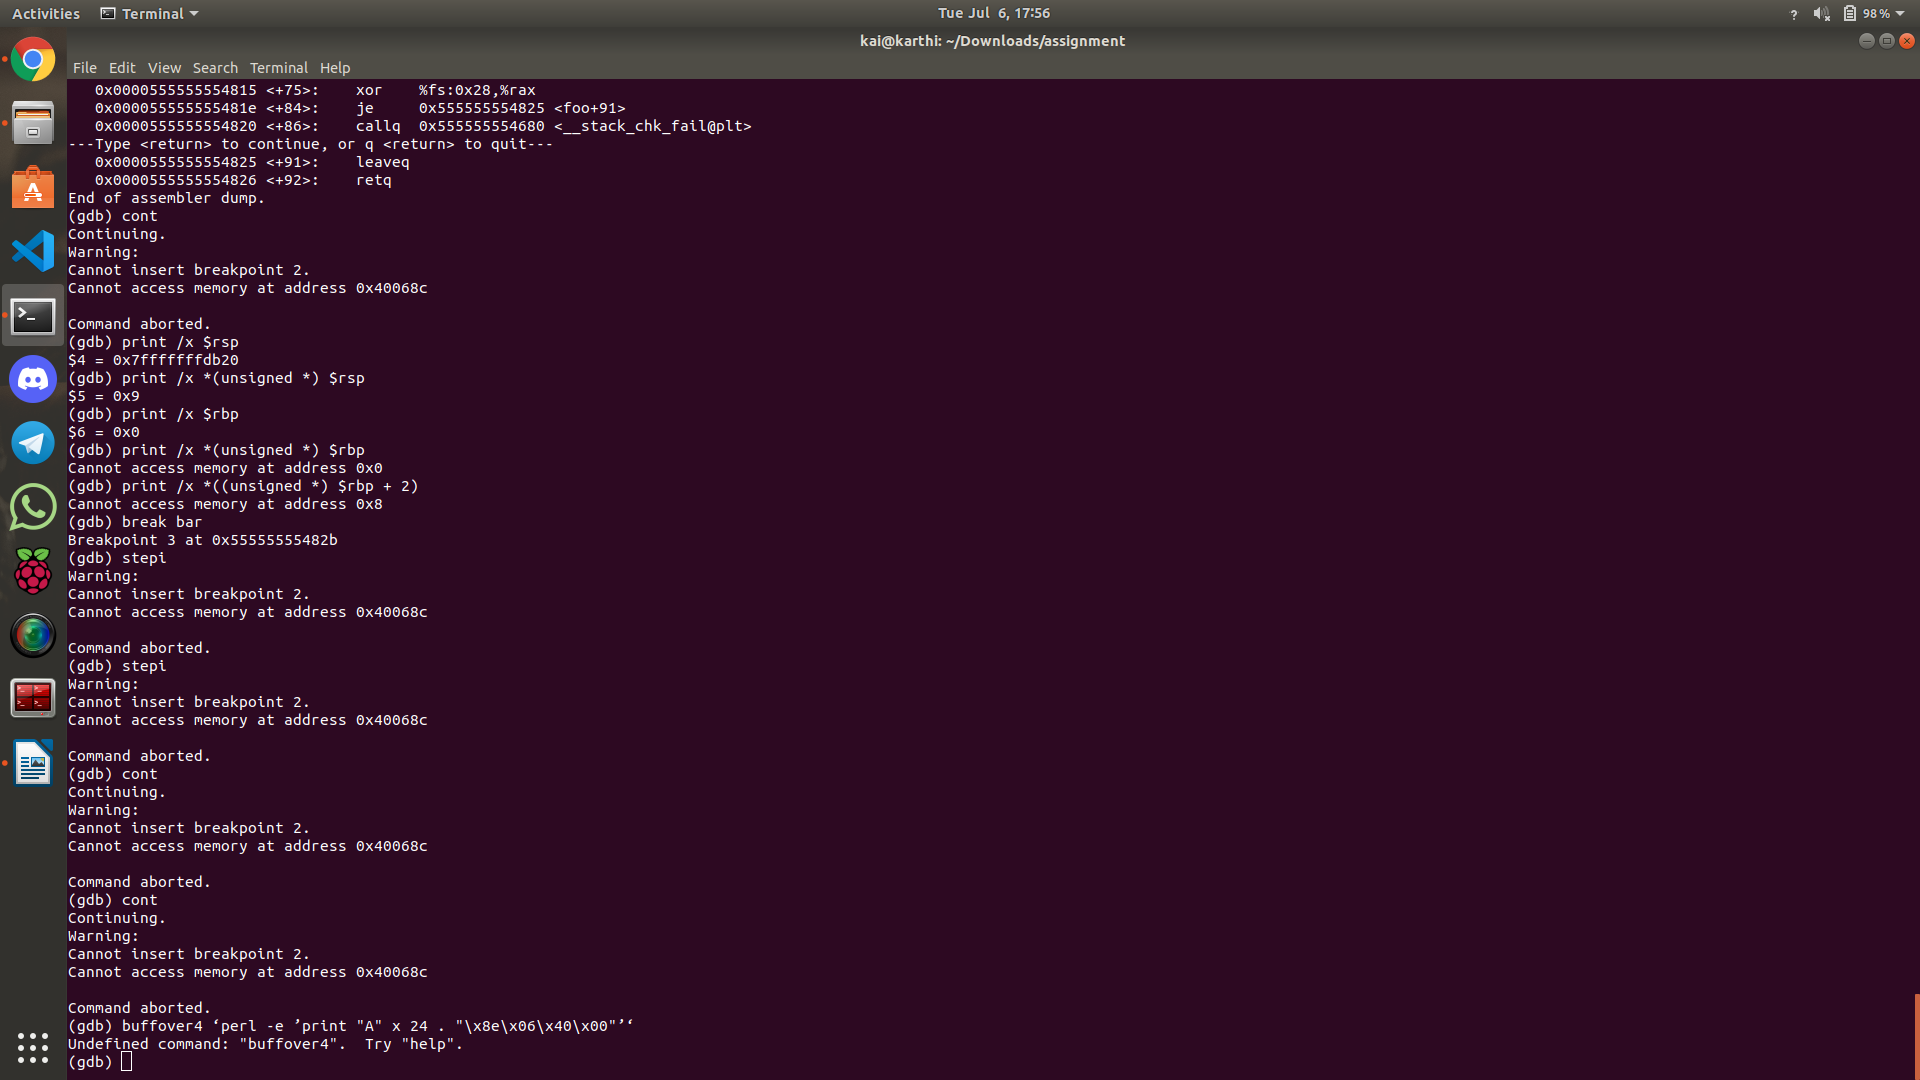 Activities Terminal Tue Jul 6, 17:56 ? 98%
kai@karthi: ~/Downloads/assignment
File Edit View Search Terminal Help
0x0000555555554815 <+75>: xor %fs:0x28,%rax
0x000055555555481e <+84>: je 0x555555554825 <foo+91>
0x0000555555554820 <+86>: callq 0x555555554680 <__stack_chk_fail@plt>
---Type <return> to continue, or q <return> to quit---
0x0000555555554825 <+91>: leaveq
0x0000555555554826 <+92>: retq
End of assembler dump.
(gdb) cont
Continuing.
Warning:
Cannot insert breakpoint 2.
Cannot access memory at address 0x40068c
Command aborted.
(gdb) print /x $rsp
$4 = 0x7fffffffdb20
(gdb) print /x *(unsigned *) $rsp
$5 = 0x9
(gdb) print /x $rbp
$6 = 0x0
(gdb) print /x *(unsigned *) $rbp
Cannot access memory at address 0x0
(gdb) print /x *((unsigned *) $rbp + 2)
Cannot access memory at address 0x8
(gdb) break bar
Breakpoint 3 at 0x55555555482b
(gdb) stepi
Warning:
Cannot insert breakpoint 2.
Cannot access memory at address 0x40068c
Command aborted.
(gdb) stepi
Warning:
Cannot insert breakpoint 2.
Cannot access memory at address 0x40068c
Command aborted.
(gdb) cont
Continuing.
Warning:
Cannot insert breakpoint 2.
Cannot access memory at address 0x40068c
Command aborted.
(gdb) cont
Continuing.
Warning:
Cannot insert breakpoint 2.
Cannot access memory at address 0x40068c
Command aborted.
(gdb) buffover4 ‘perl -e ’print "A" x 24 . "\x8e\x06\x40\x00"’‘
Undefined command: "buffover4".  Try "help".
(gdb)